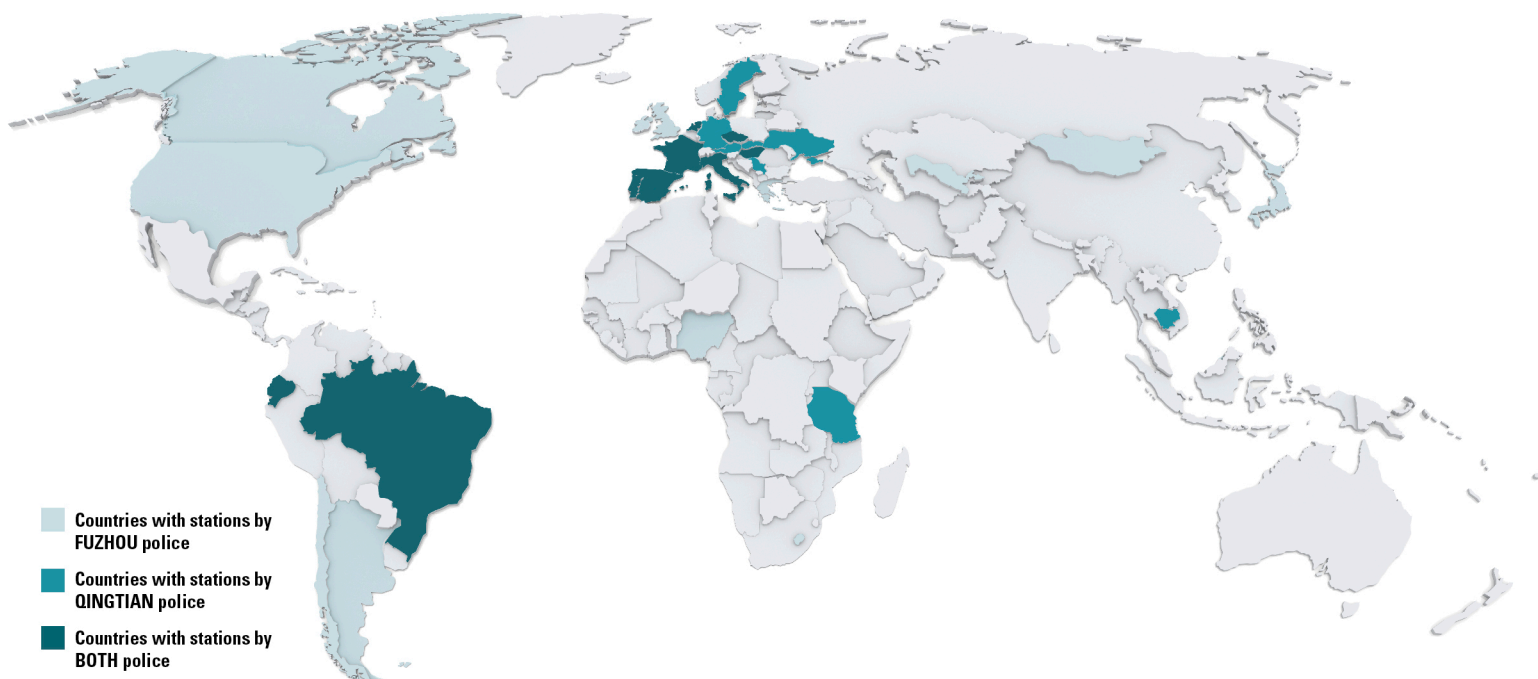 Countries with stations by
FUZHOU police
Countries with stations by
QINGTIAN police
Countries with stations by
BOTH police